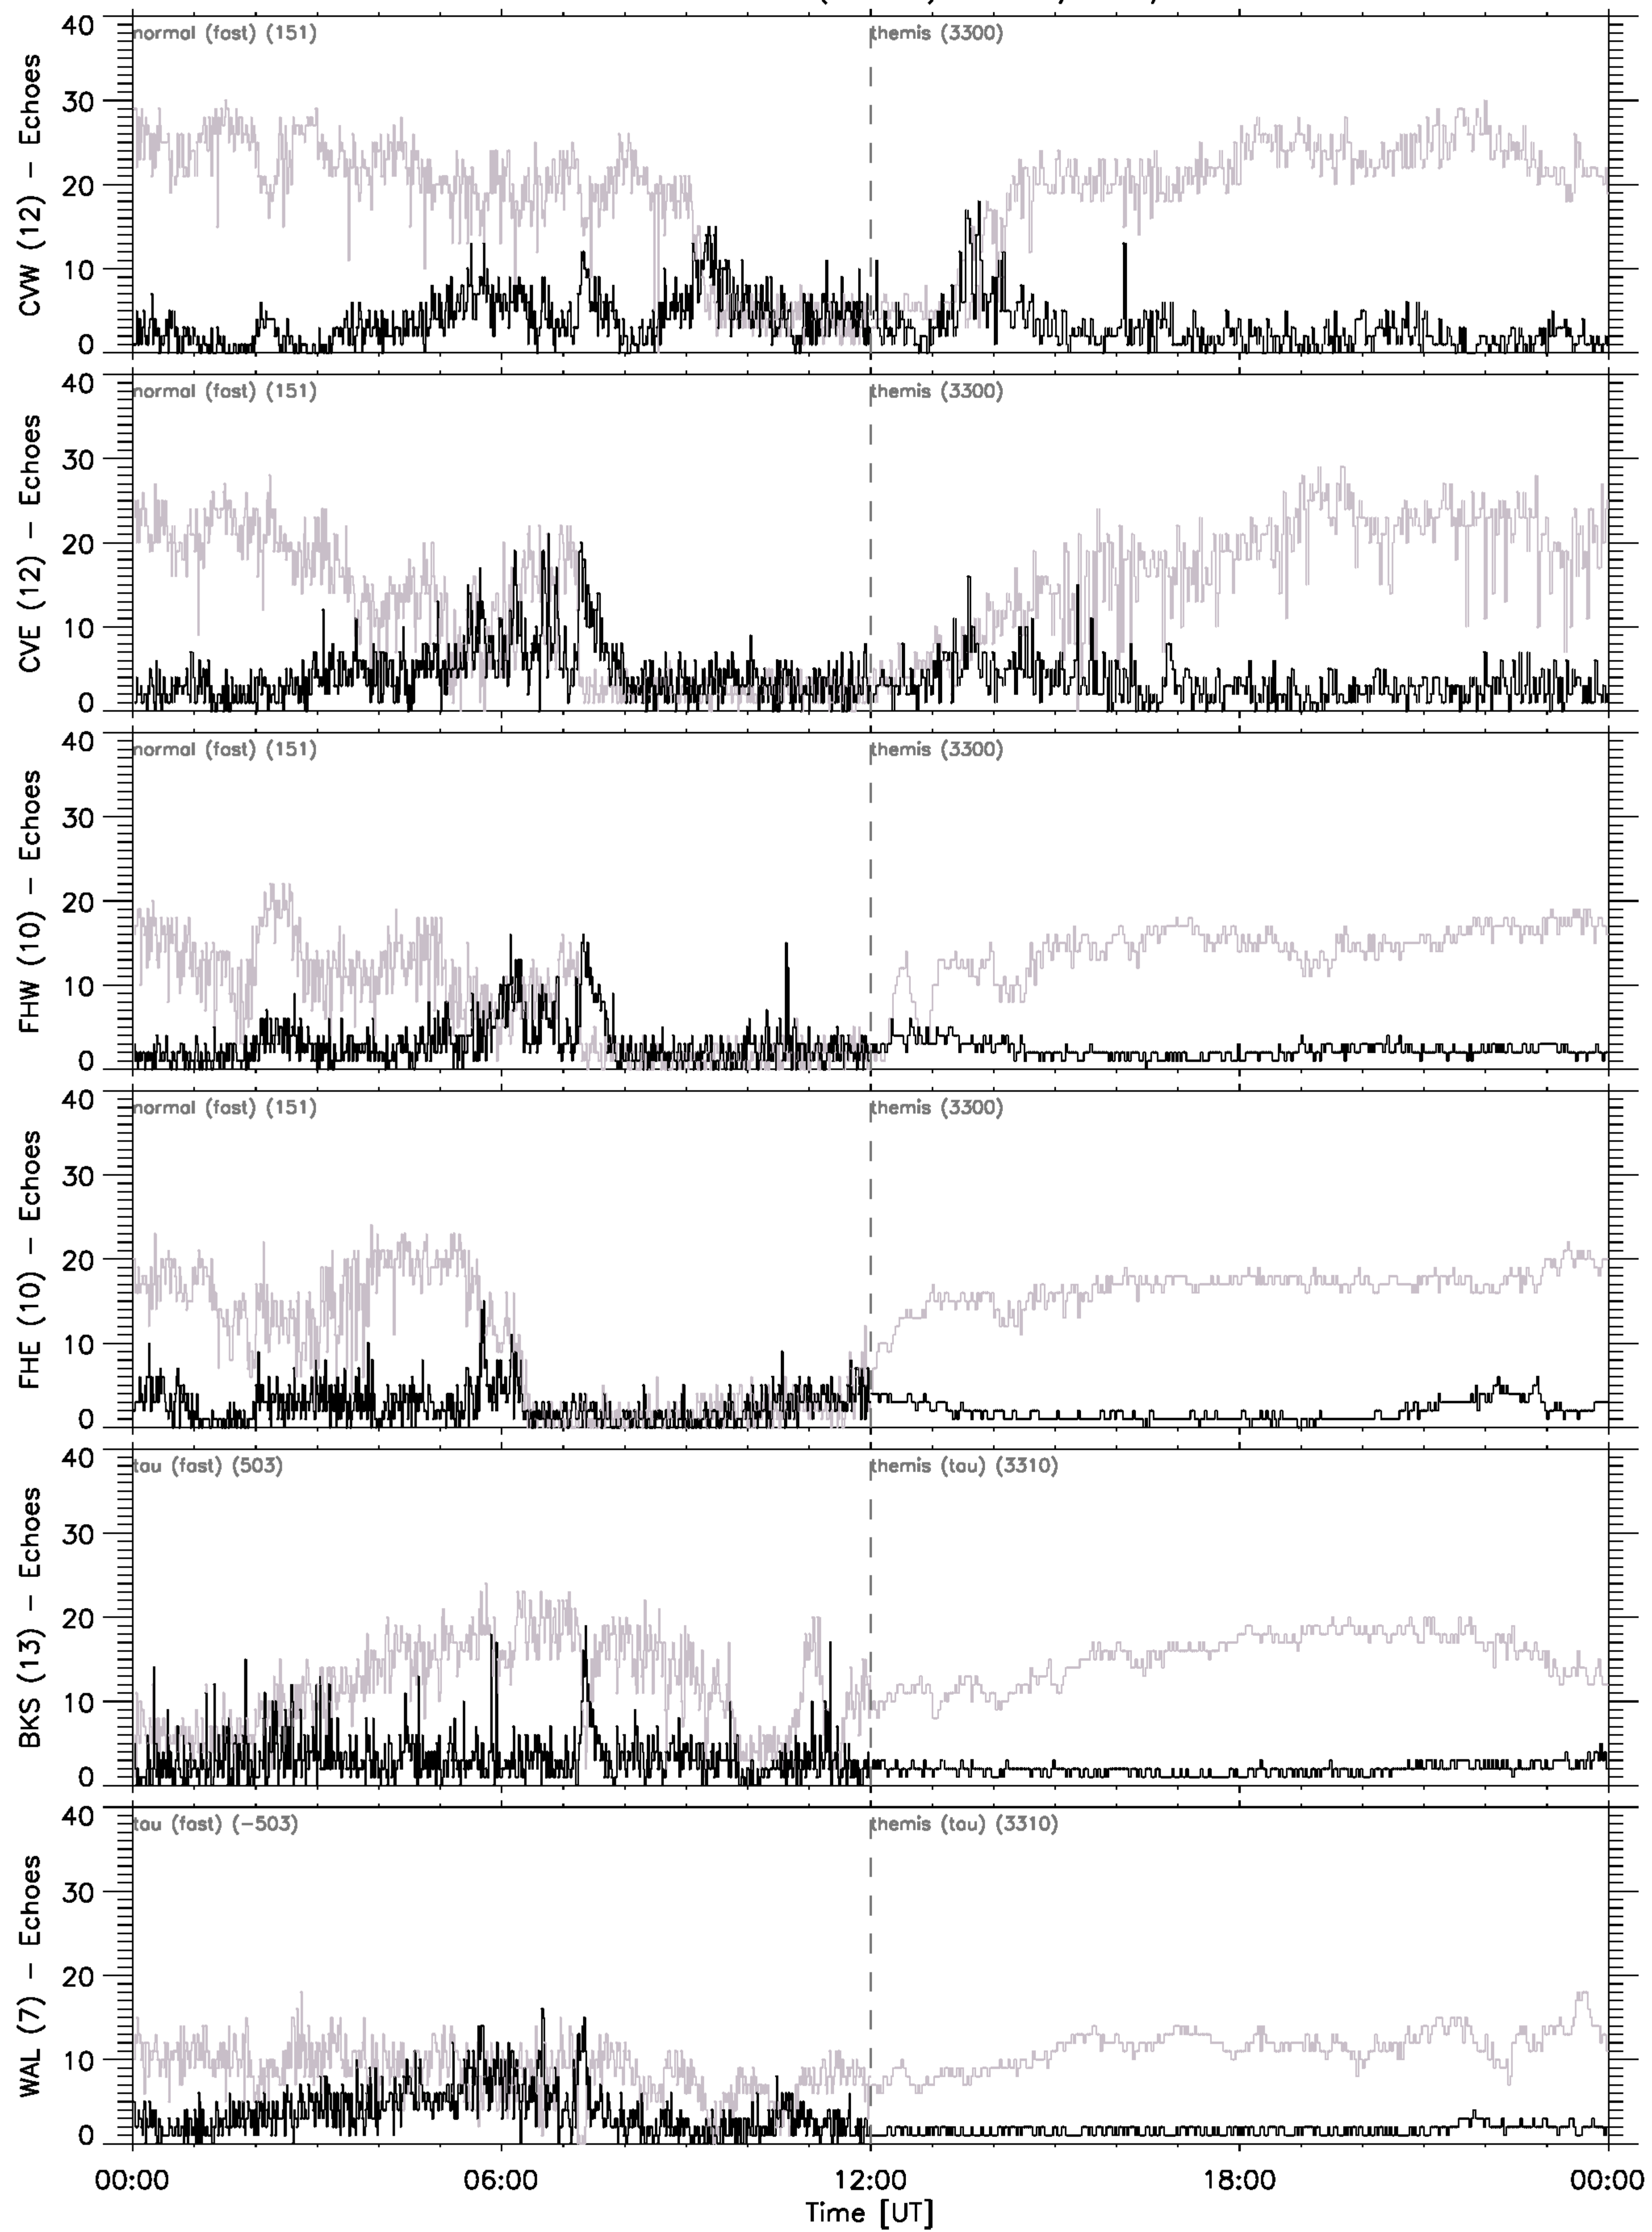 40
normal (fast) (151)
themis (3300)
30
20
10
0
CVW (12) – Echoes
40
normal (fast) (151)
themis (3300)
30
20
10
0
CVE (12) – Echoes
40
normal (fast) (151)
themis (3300)
30
20
10
0
FHW (10) – Echoes
40
normal (fast) (151)
themis (3300)
30
20
10
0
FHE (10) – Echoes
40
tau (fast) (503)
themis (tau) (3310)
30
20
10
0
BKS (13) – Echoes
40
tau (fast) (-503)
themis (tau) (3310)
30
20
10
0
WAL (7) – Echoes
00:00 06:00 12:00 18:00 00:00
Time [UT]